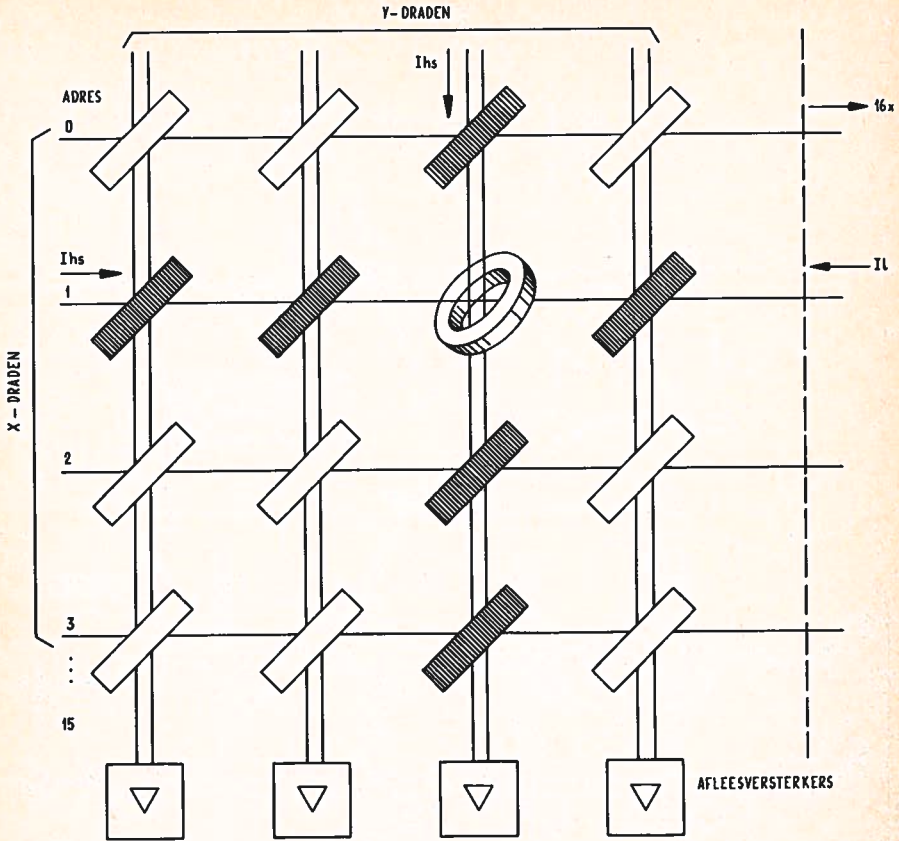 Y-DRADEN
Ihs
ADRES
16x
0
Ihs
Il
1
X-DRADEN
2
3
15
AFLEESVERSTERKERS